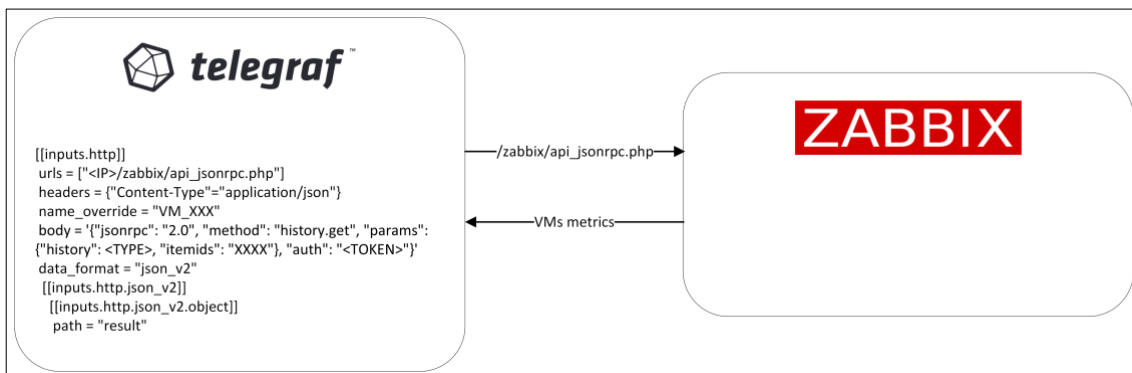 telegraf™
[[inputs.http]]
urls = ["<IP>/zabbix/api_jsonrpc.php"]
headers = {"Content-Type"="application/json"}
name_override = "VM_XXX"
body = '{"jsonrpc": "2.0", "method": "history.get", "params":
{"history": <TYPE>, "itemids": "XXXX"}, "auth": "<TOKEN>"}'
data_format = "json_v2"
[[inputs.http.json_v2]]
[[inputs.http.json_v2.object]]
path = "result"
/zabbix/api_jsonrpc.php
VMs metrics
ZABBIX